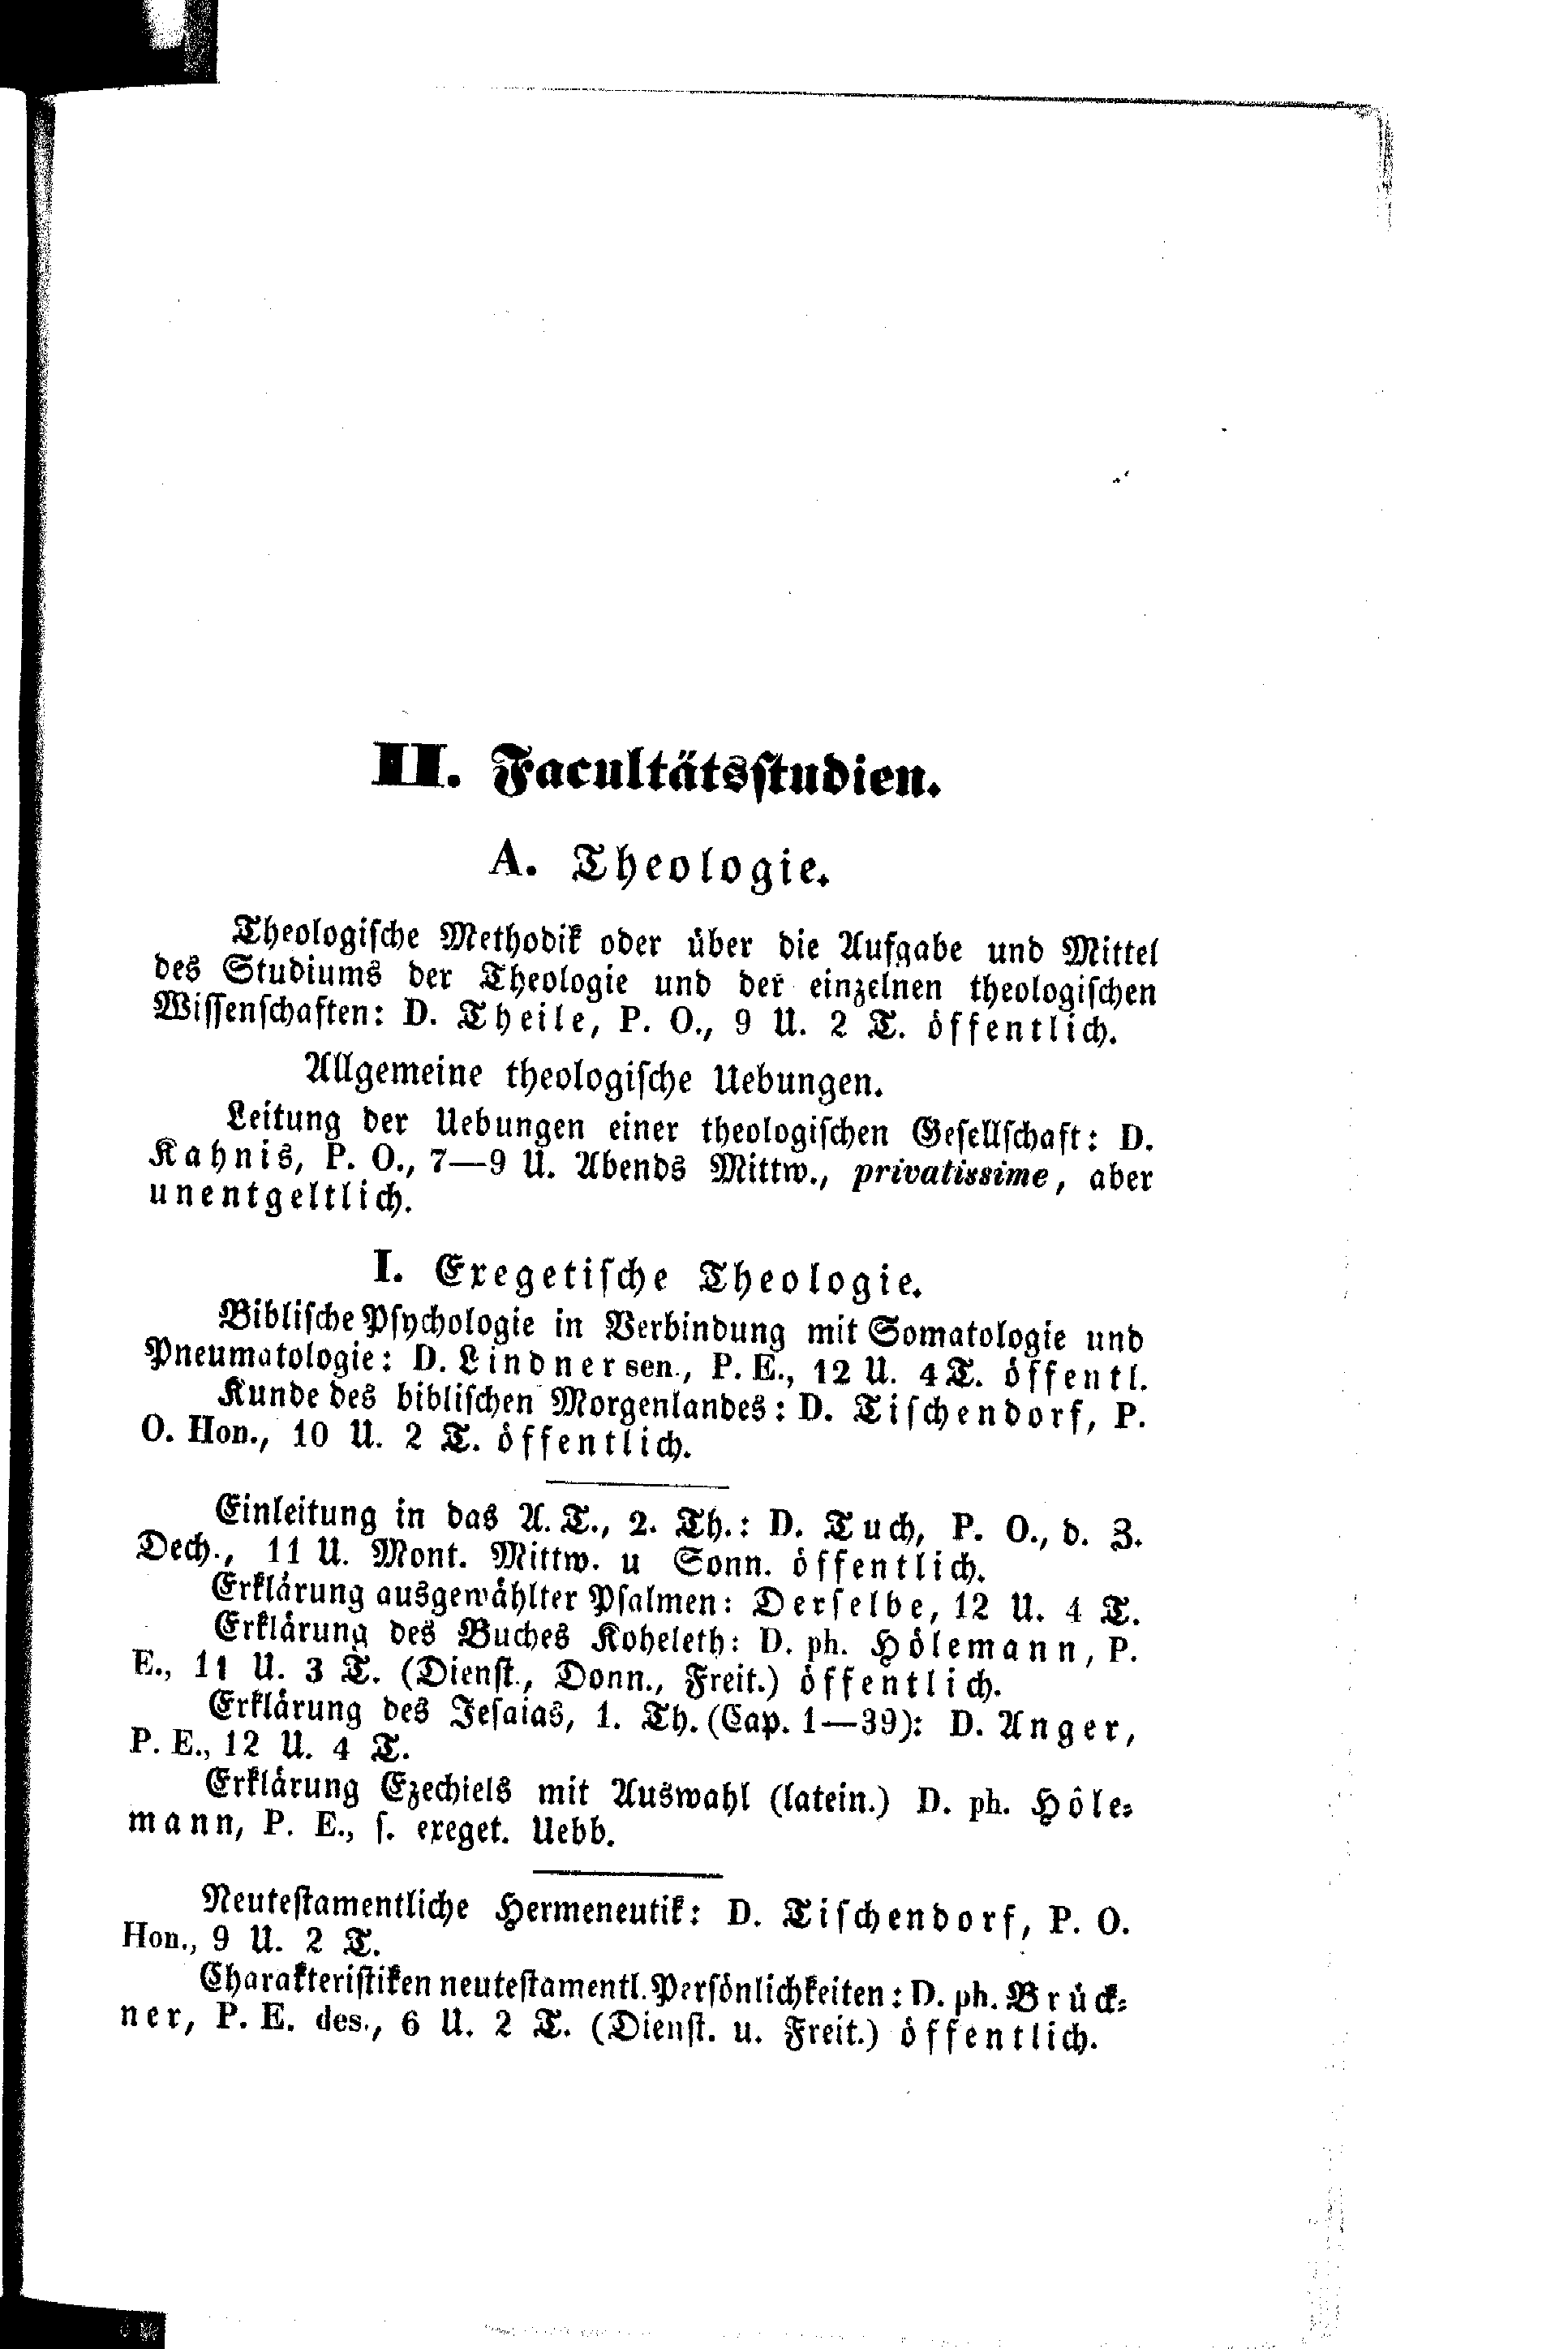 II. Facultätsstudien.
A. Theologie.
Theologische Methodik oder über die Aufgabe und Mittel
des Studiums der Theologie und der einzelnen theologischen
Wissenschaften: D. Theile, P. O., 9 U. 2 T. öffentlich.
Allgemeine theologische Uebungen.
Leitung der Uebungen einer theologischen Gesellschaft: D.
Kahnis, P. O., 7—9 U. Abends Mittw., privatissime, aber
unentgeltlich.
I. Exegetische Theologie.
Biblische Psychologie in Verbindung mit Somatologie und
Pneumatologie: D. Lindner sen., P. E., 12 U. 4 T. öffentl.
Kunde des biblischen Morgenlandes: D. Tischendorf, P.
O. Hon., 10 U. 2 T. öffentlich.
Einleitung in das A. T., 2. Th.: D. Tuch, P. O., d. Z.
Dech., 11 U. Mont. Mittw. u Sonn. öffentlich.
Erklärung ausgewählter Psalmen: Derselbe, 12 U. 4 T.
Erklärung des Buches Koheleth: D. ph. Hölemann, P.
E., 11 U. 3 T. (Dienst., Donn., Freit.) öffentlich.
Erklärung des Jesaias, 1. Th. (Cap. 1—39): D. Anger,
P. E., 12 U. 4 T.
Erklärung Ezechiels mit Auswahl (latein.) D. ph. Höle-
mann, P. E., s. exeget. Uebb.
Neutestamentliche Hermeneutik: D. Tischendorf, P. O.
Hon., 9 U. 2 T.
Charakteristiken neutestamentl. Persönlichkeiten: D. ph. Brück-
ner, P. E. des., 6 U. 2 T. (Dienst. u. Freit.) öffentlich.